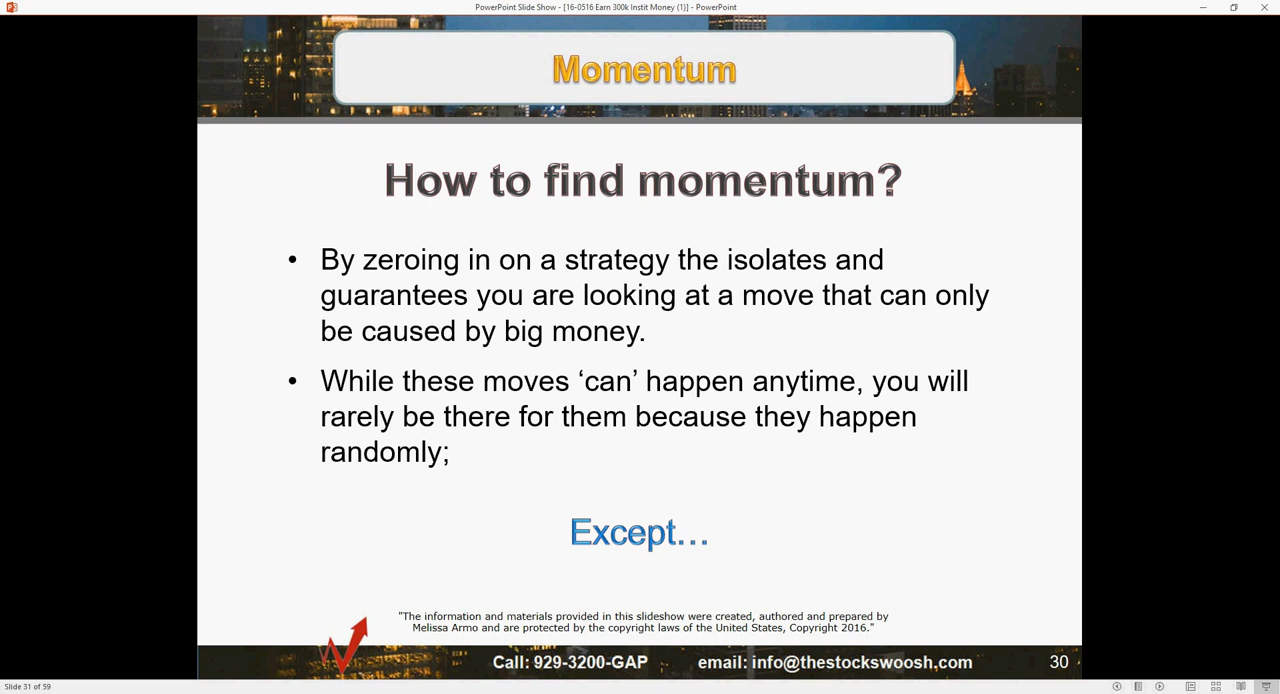 PowerPoint Slide Show - [16-0516 Earn 300k Instit Money (1)] - PowerPoint
Momentum
How to find momentum?
• By zeroing in on a strategy the isolates and
guarantees you are looking at a move that can only
be caused by big money.
• While these moves ‘can’ happen anytime, you will
rarely be there for them because they happen
randomly;
Except…
"The information and materials provided in this slideshow were created, authored and prepared by
Melissa Armo and are protected by the copyright laws of the United States, Copyright 2016."
Call: 929-3200-GAP email: info@thestockswoosh.com 30
Slide 31 of 59